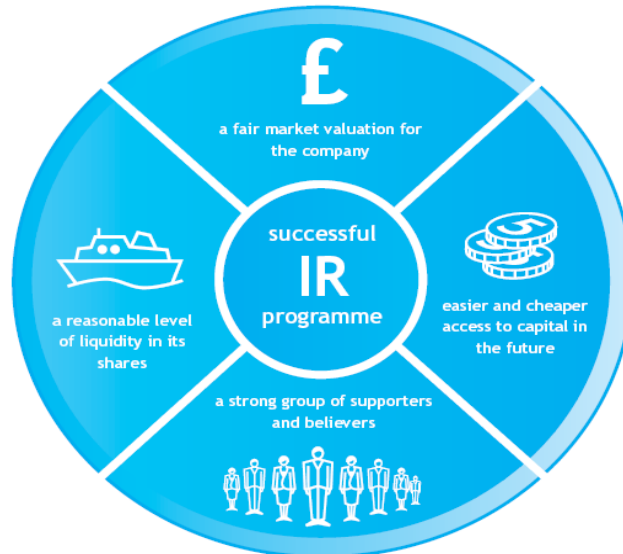 £
a fair market valuation for
the company
successful
IR
programme
5
easier and cheaper
access to capital in
the future
a reasonable level
of liquidity in its
shares
a strong group of supporters
and believers